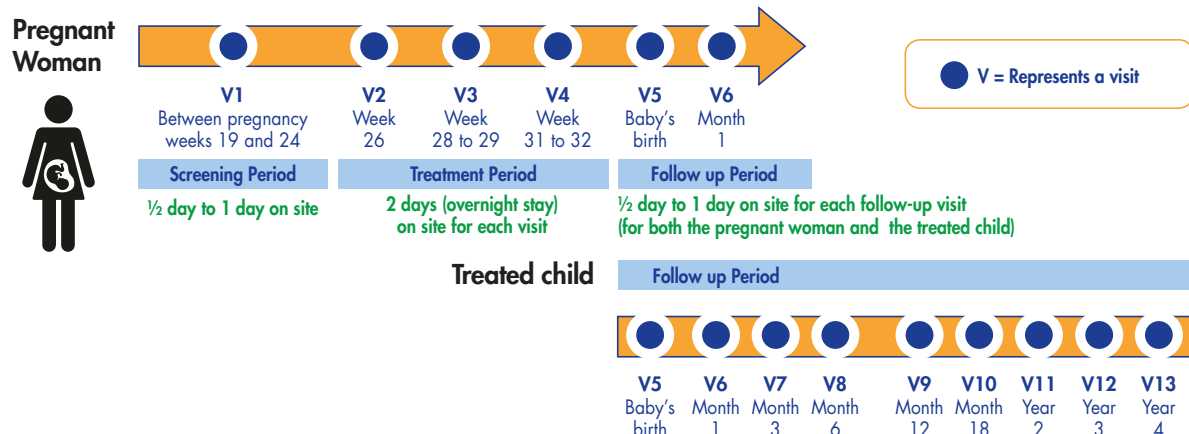 Pregnant
Woman
V = Represents a visit
V1
Between pregnancy
weeks 19 and 24
V2
Week
26
V3
Week
28 to 29
V4
Week
31 to 32
V5
Baby's
birth
V6
Month
1
Screening Period
Treatment Period
Follow up Period
½ day to 1 day on site
2 days (overnight stay)
on site for each visit
½ day to 1 day on site for each follow-up visit
(for both the pregnant woman and the treated child)
Treated child
Follow up Period
V5
Baby's
birth
V6
Month
1
V7
Month
3
V8
Month
6
V9
Month
12
V10
Month
18
V11
Year
2
V12
Year
3
V13
Year
4